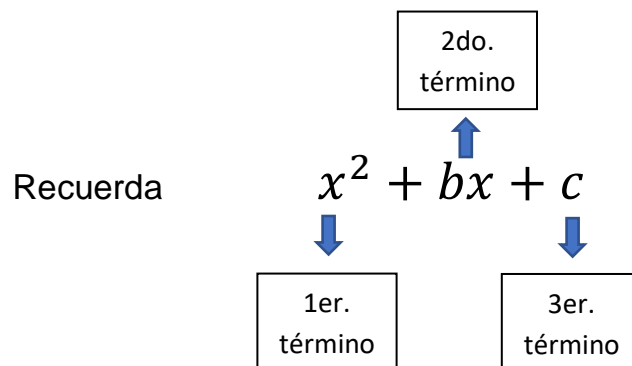 2do.
término
Recuerda
x² + bx + c
1er.
término
3er.
término